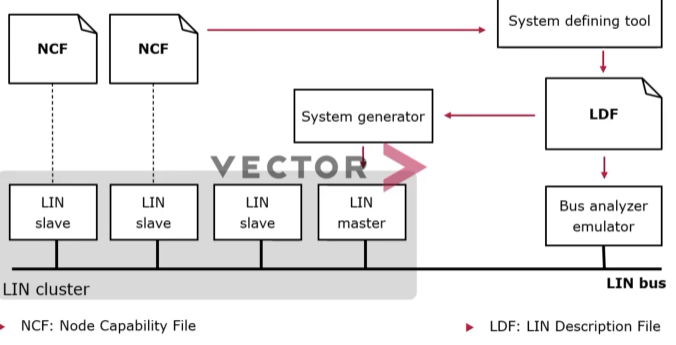 NCF
NCF
System defining tool
System generator
LDF
VECTOR
LIN
slave
LIN
slave
LIN
slave
LIN
master
Bus analyzer
emulator
LIN cluster
LIN bus
NCF: Node Capability File
LDF: LIN Description File